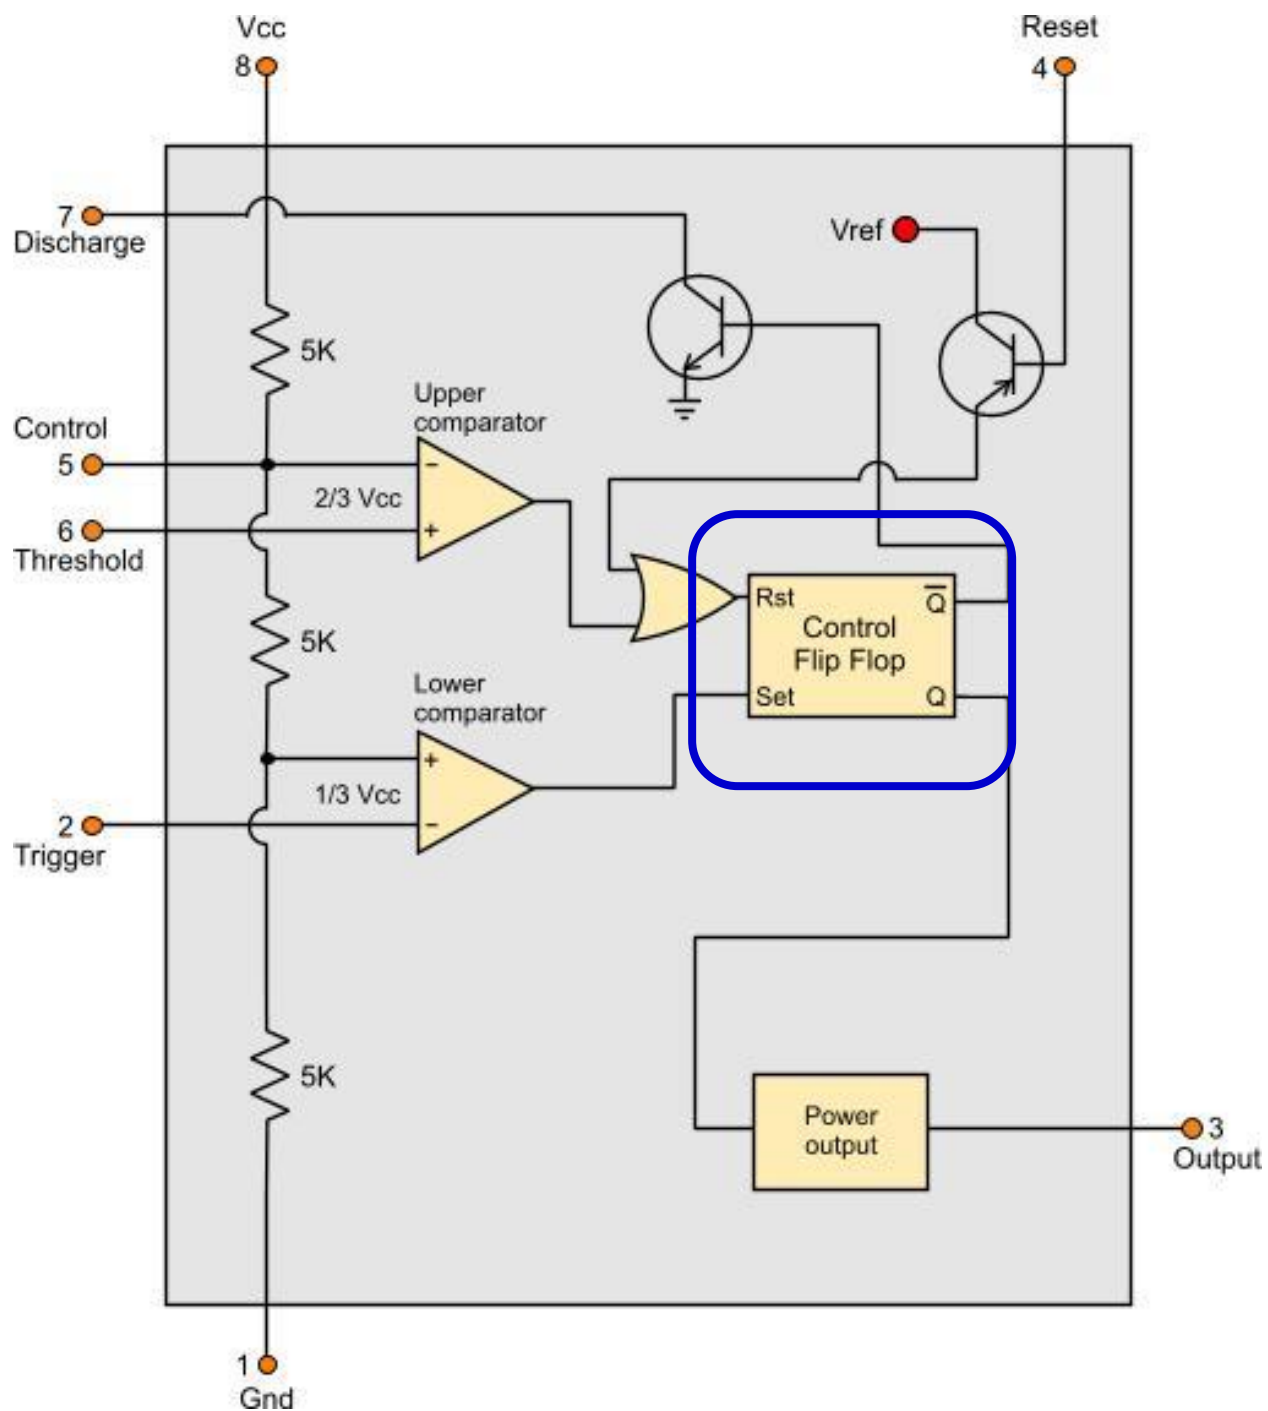 Vcc
8
Reset
4
7
Discharge
Vref
5K
Upper
comparator
Control
5
−
2/3 Vcc
6
+
Threshold
Rst
Q
Control
Flip Flop
5K
Set
Q
Lower
comparator
+
1/3 Vcc
2
−
Trigger
5K
Power
output
3
Output
1
Gnd